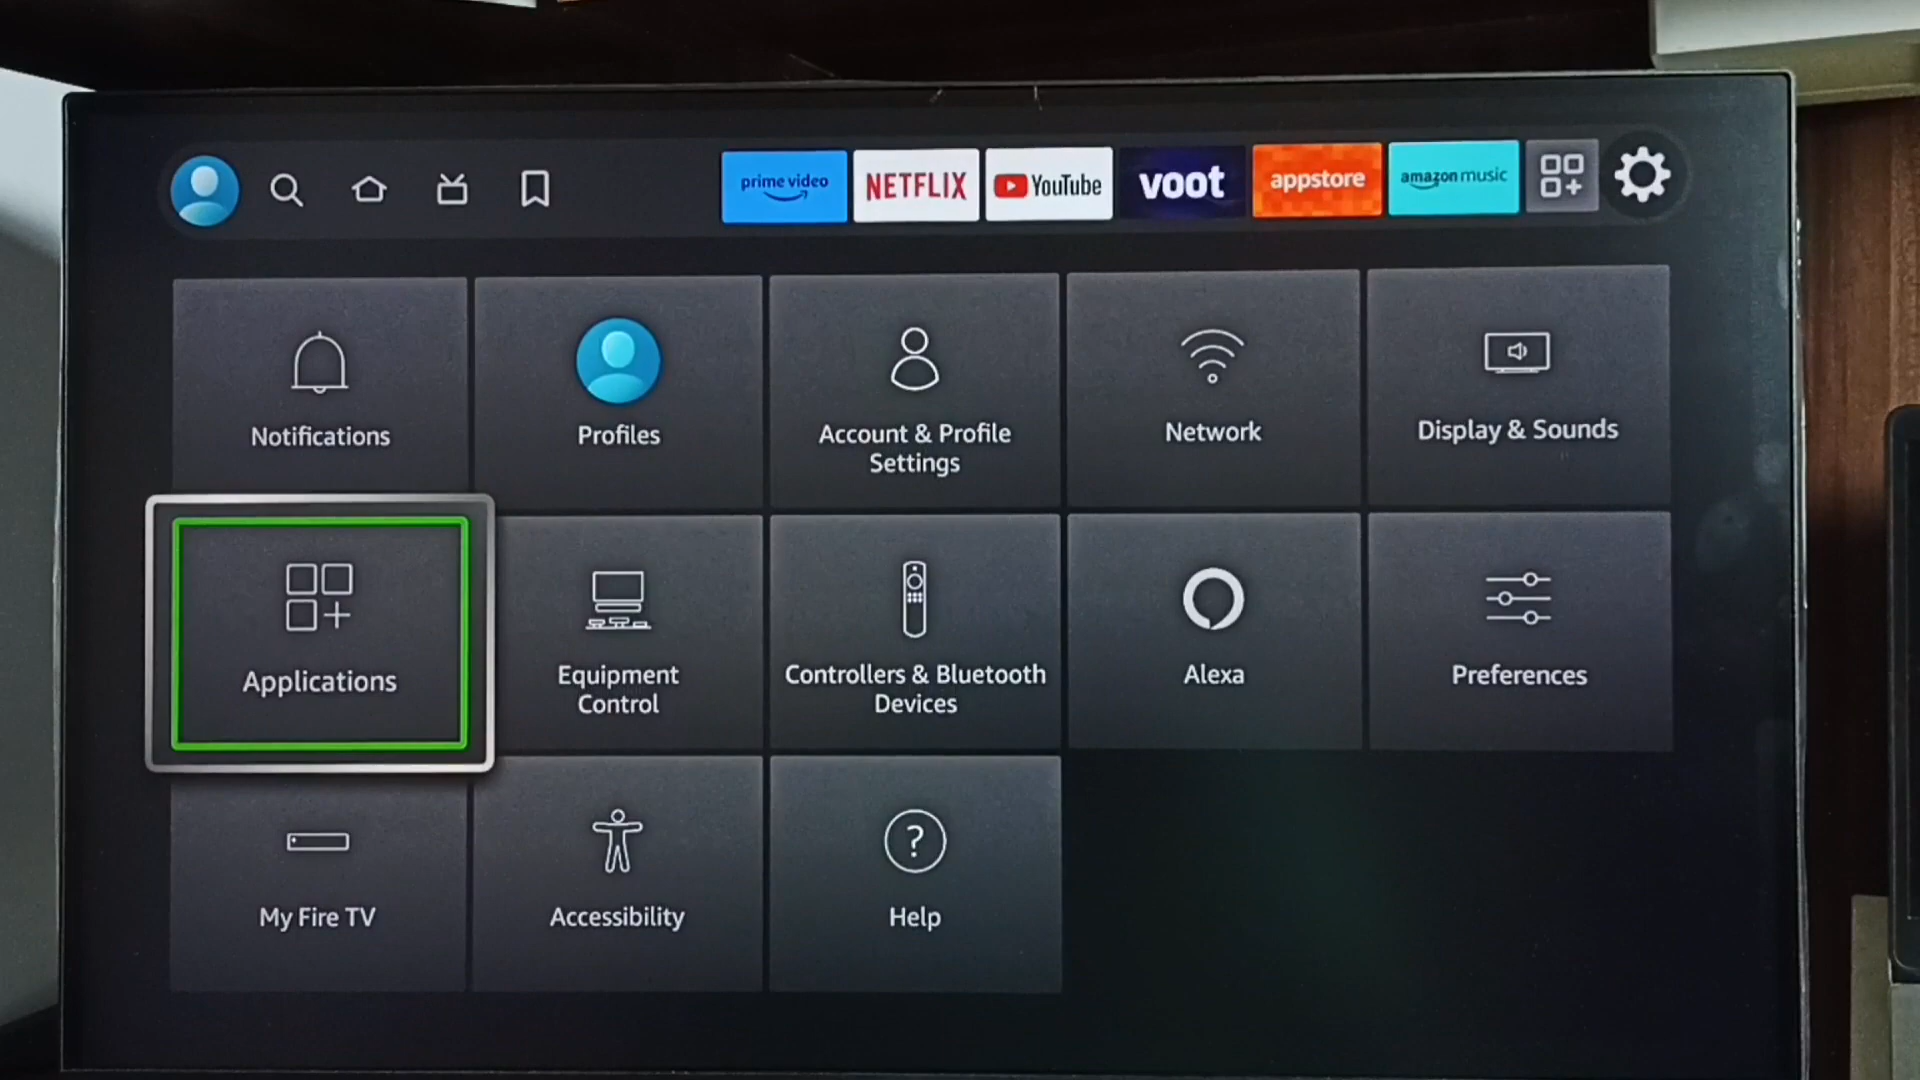 prime video
NETFLIX
YouTube
voot
appstore
amazon music
Notifications
Profiles
Account & Profile
Settings
Network
Display & Sounds
Applications
Equipment
Control
Controllers & Bluetooth
Devices
Alexa
Preferences
My Fire TV
Accessibility
?
Help